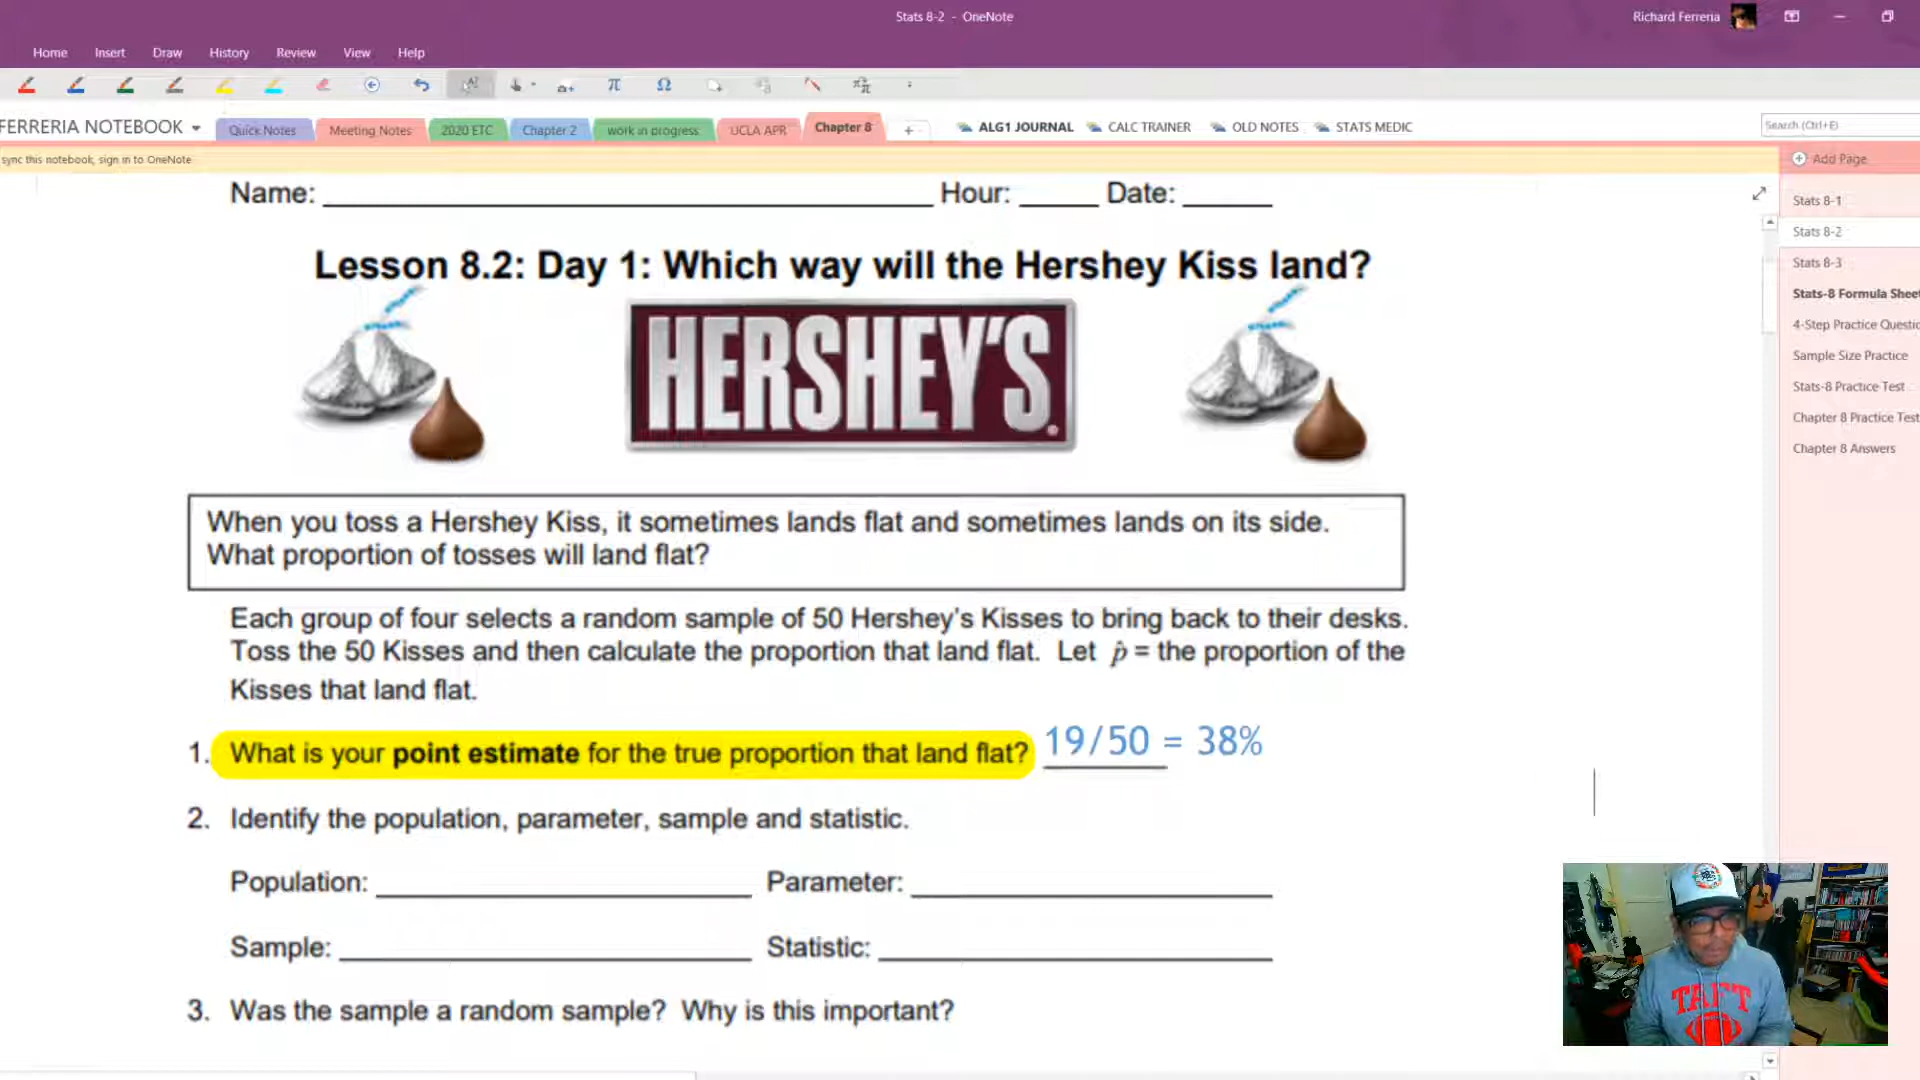 Stats 8-2 - OneNote
Richard Ferreria
Home Insert Draw History Review View Help
FERRERIA NOTEBOOK
Quick Notes
Meeting Notes
2020 ETC
Chapter 2
work in progress
UCLA APR
Chapter 8
+
ALG1 JOURNAL
CALC TRAINER
OLD NOTES
STATS MEDIC
Search (Ctrl+E)
sync this notebook, sign in to OneNote
Add Page
Stats 8-1
Stats 8-2
Stats 8-3
Stats-8 Formula Sheet
4-Step Practice Questio
Sample Size Practice
Stats-8 Practice Test
Chapter 8 Practice Test
Chapter 8 Answers
Name: Hour: Date:
Lesson 8.2: Day 1: Which way will the Hershey Kiss land?
HERSHEY'S
When you toss a Hershey Kiss, it sometimes lands flat and sometimes lands on its side.
What proportion of tosses will land flat?
Each group of four selects a random sample of 50 Hershey's Kisses to bring back to their desks.
Toss the 50 Kisses and then calculate the proportion that land flat. Let p̂ = the proportion of the
Kisses that land flat.
1. What is your point estimate for the true proportion that land flat? 19/50 = 38%
2. Identify the population, parameter, sample and statistic.
Population: Parameter:
Sample: Statistic:
3. Was the sample a random sample? Why is this important?
TAFT